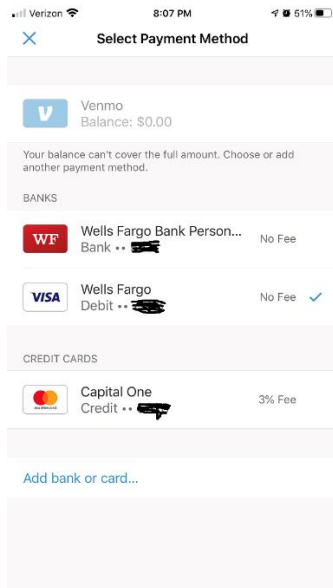 Verizon 8:07 PM 51%
Select Payment Method
V
Venmo
Balance: $0.00
Your balance can't cover the full amount. Choose or add
another payment method.
BANKS
WF
Wells Fargo Bank Person...
Bank ••
No Fee
VISA
Wells Fargo
Debit ••
No Fee
CREDIT CARDS
Capital One
Credit ••
3% Fee
Add bank or card...